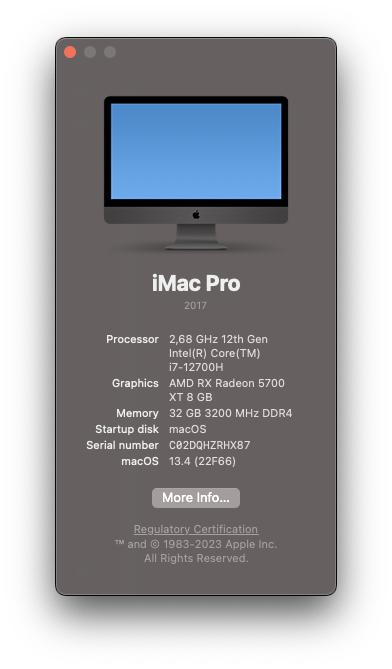 iMac Pro
2017
Processor 2,68 GHz 12th Gen
Intel(R) Core(TM)
i7-12700H
Graphics AMD RX Radeon 5700
XT 8 GB
Memory 32 GB 3200 MHz DDR4
Startup disk macOS
Serial number C02DQHZRHX87
macOS 13.4 (22F66)
More Info...
Regulatory Certification
™ and © 1983-2023 Apple Inc.
All Rights Reserved.